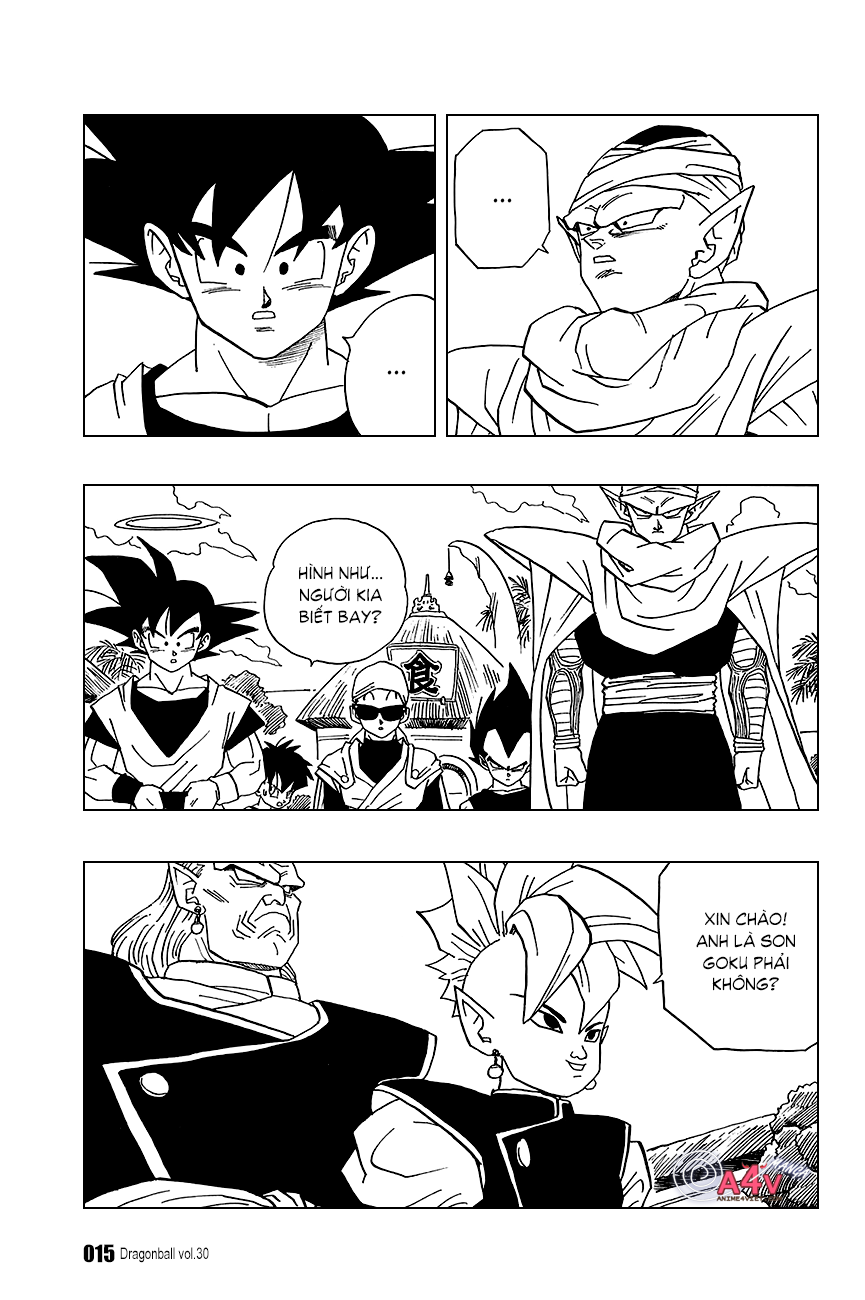 ...
...
HÌNH NHƯ...
NGƯỜI KIA
BIẾT BAY?
食
XIN CHÀO!
ANH LÀ SON
GOKU PHẢI
KHÔNG?
A4V
ANIME4VIET
015 Dragonball vol.30